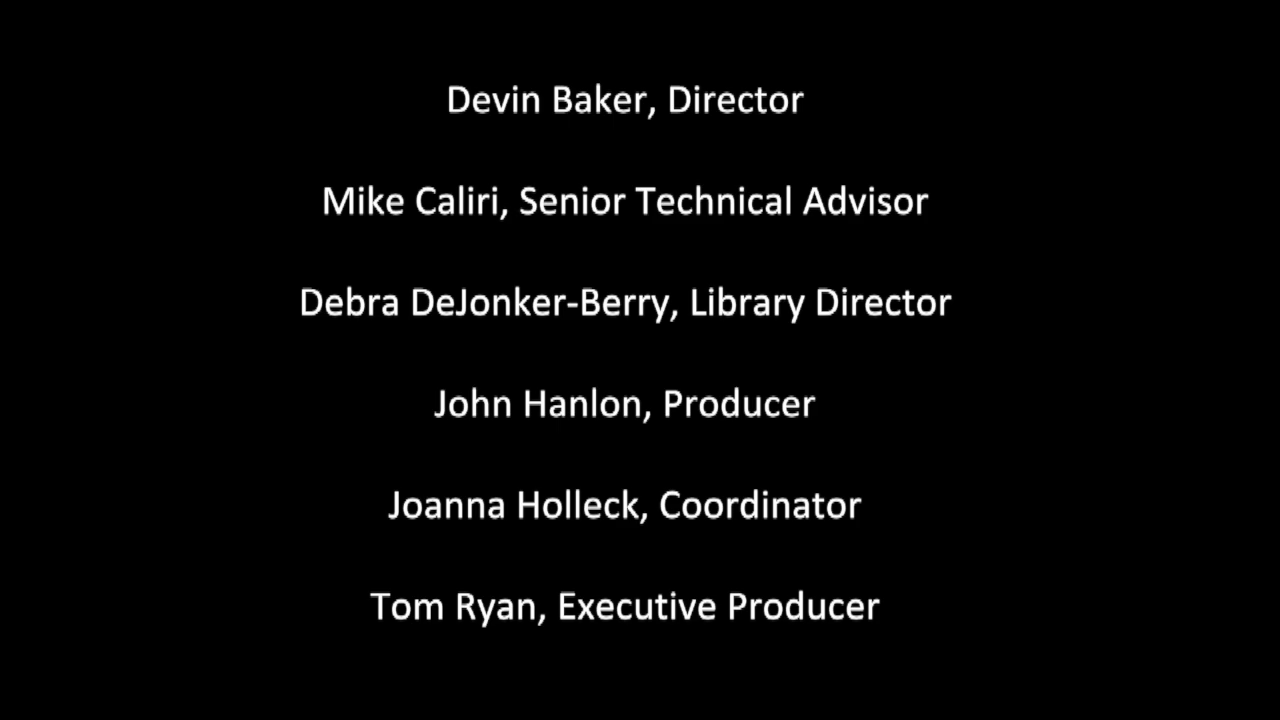 Devin Baker, Director
Mike Caliri, Senior Technical Advisor
Debra DeJonker-Berry, Library Director
John Hanlon, Producer
Joanna Holleck, Coordinator
Tom Ryan, Executive Producer